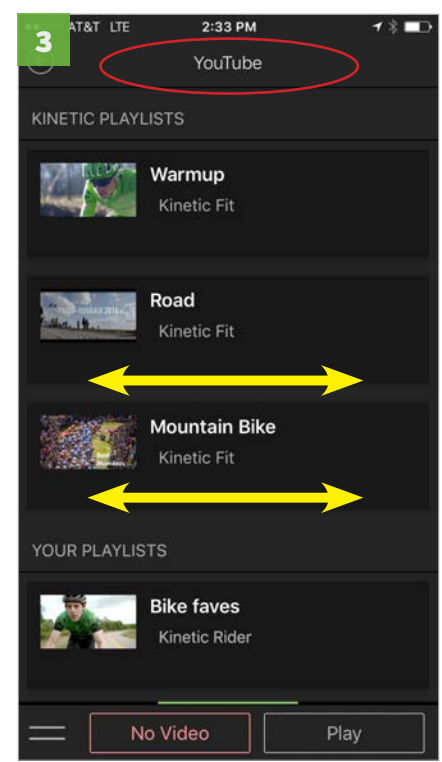 3
AT&T LTE 2:33 PM
YouTube
KINETIC PLAYLISTS
Warmup
Kinetic Fit
Road
Kinetic Fit
Mountain Bike
Kinetic Fit
YOUR PLAYLISTS
Bike faves
Kinetic Rider
No Video Play